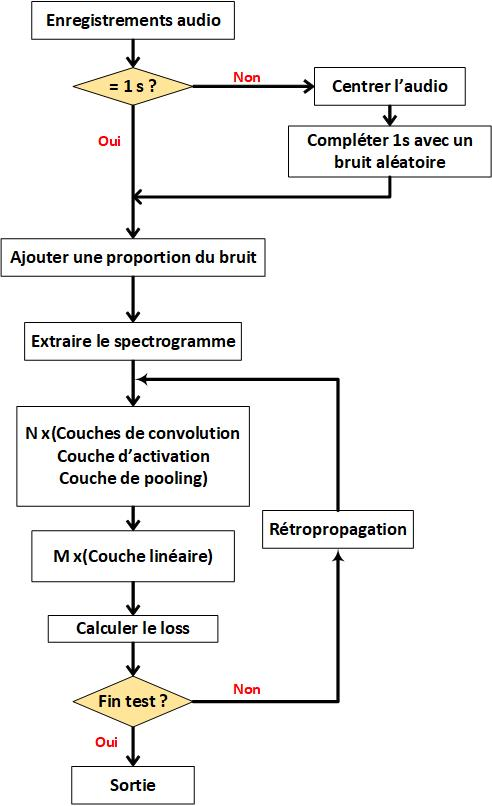 Enregistrements audio
= 1 s ?
Non
Centrer l’audio
Oui
Compléter 1s avec un
bruit aléatoire
Ajouter une proportion du bruit
Extraire le spectrogramme
N x(Couches de convolution
Couche d’activation
Couche de pooling)
Rétropropagation
M x(Couche linéaire)
Calculer le loss
Fin test ?
Non
Oui
Sortie